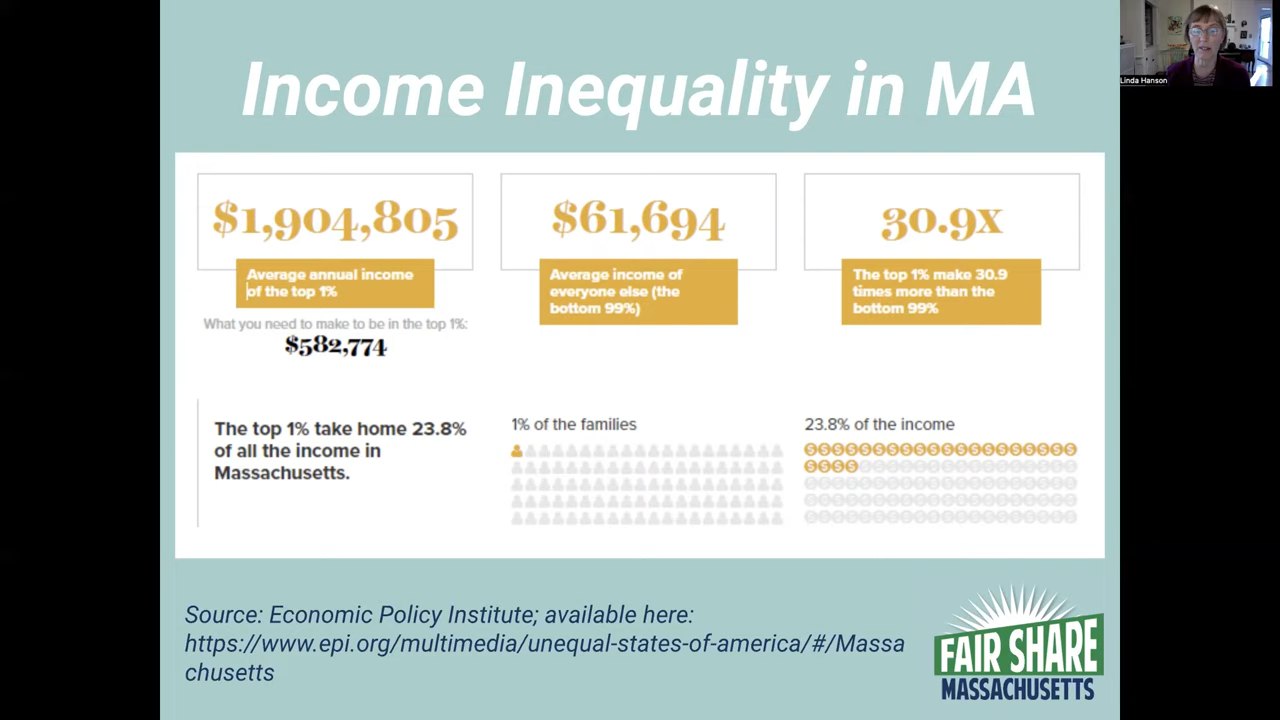 Income Inequality in MA
Linda Hanson
$1,904,805
Average annual income
of the top 1%
What you need to make to be in the top 1%:
$582,774
$61,694
Average income of
everyone else (the
bottom 99%)
30.9x
The top 1% make 30.9
times more than the
bottom 99%
The top 1% take home 23.8%
of all the income in
Massachusetts.
1% of the families
23.8% of the income
Source: Economic Policy Institute; available here:
https://www.epi.org/multimedia/unequal-states-of-america/#/Massa
chusetts
FAIR SHARE
MASSACHUSETTS